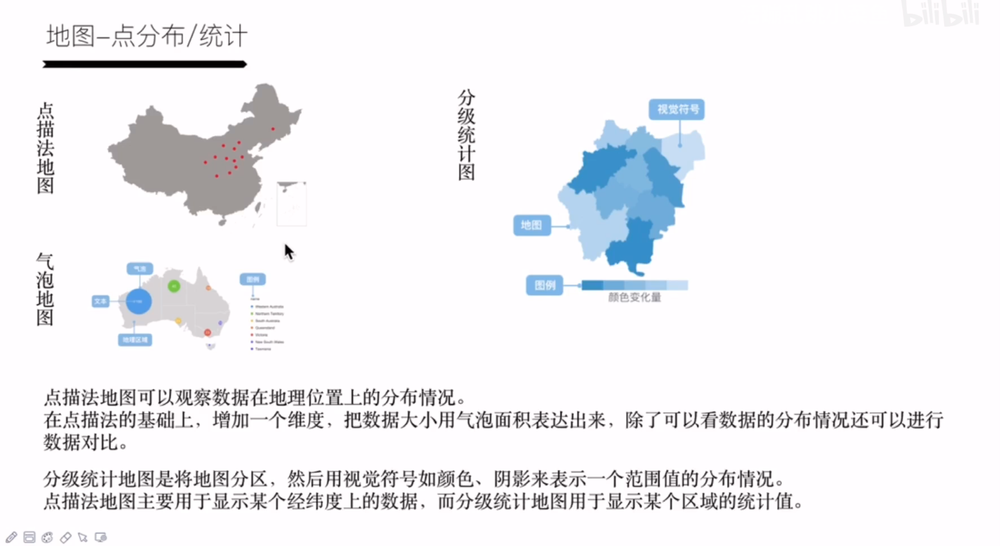 bilibili
地图–点分布/统计
点描法地图
分级统计图
视觉符号
地图
图例
颜色变化量
气泡地图
气泡
文本
地理区域
图例
name
Western Australia
Northern Territory
South Australia
Queensland
Victoria
New South Wales
Tasmania
点描法地图可以观察数据在地理位置上的分布情况。
在点描法的基础上，增加一个维度，把数据大小用气泡面积表达出来，除了可以看数据的分布情况还可以进行
数据对比。
分级统计地图是将地图分区，然后用视觉符号如颜色、阴影来表示一个范围值的分布情况。
点描法地图主要用于显示某个经纬度上的数据，而分级统计地图用于显示某个区域的统计值。